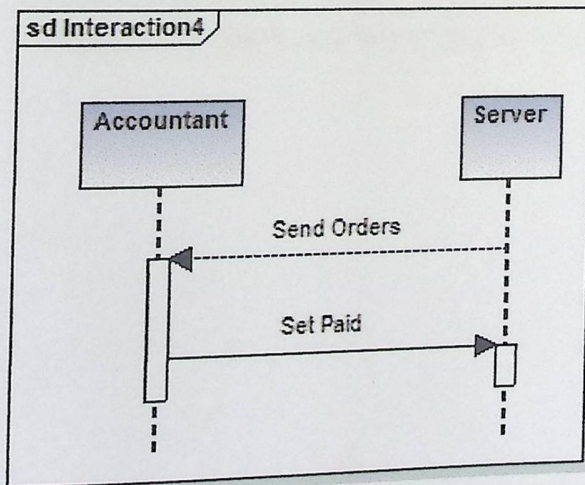 sd Interaction4
Accountant
Server
Send Orders
Set Paid